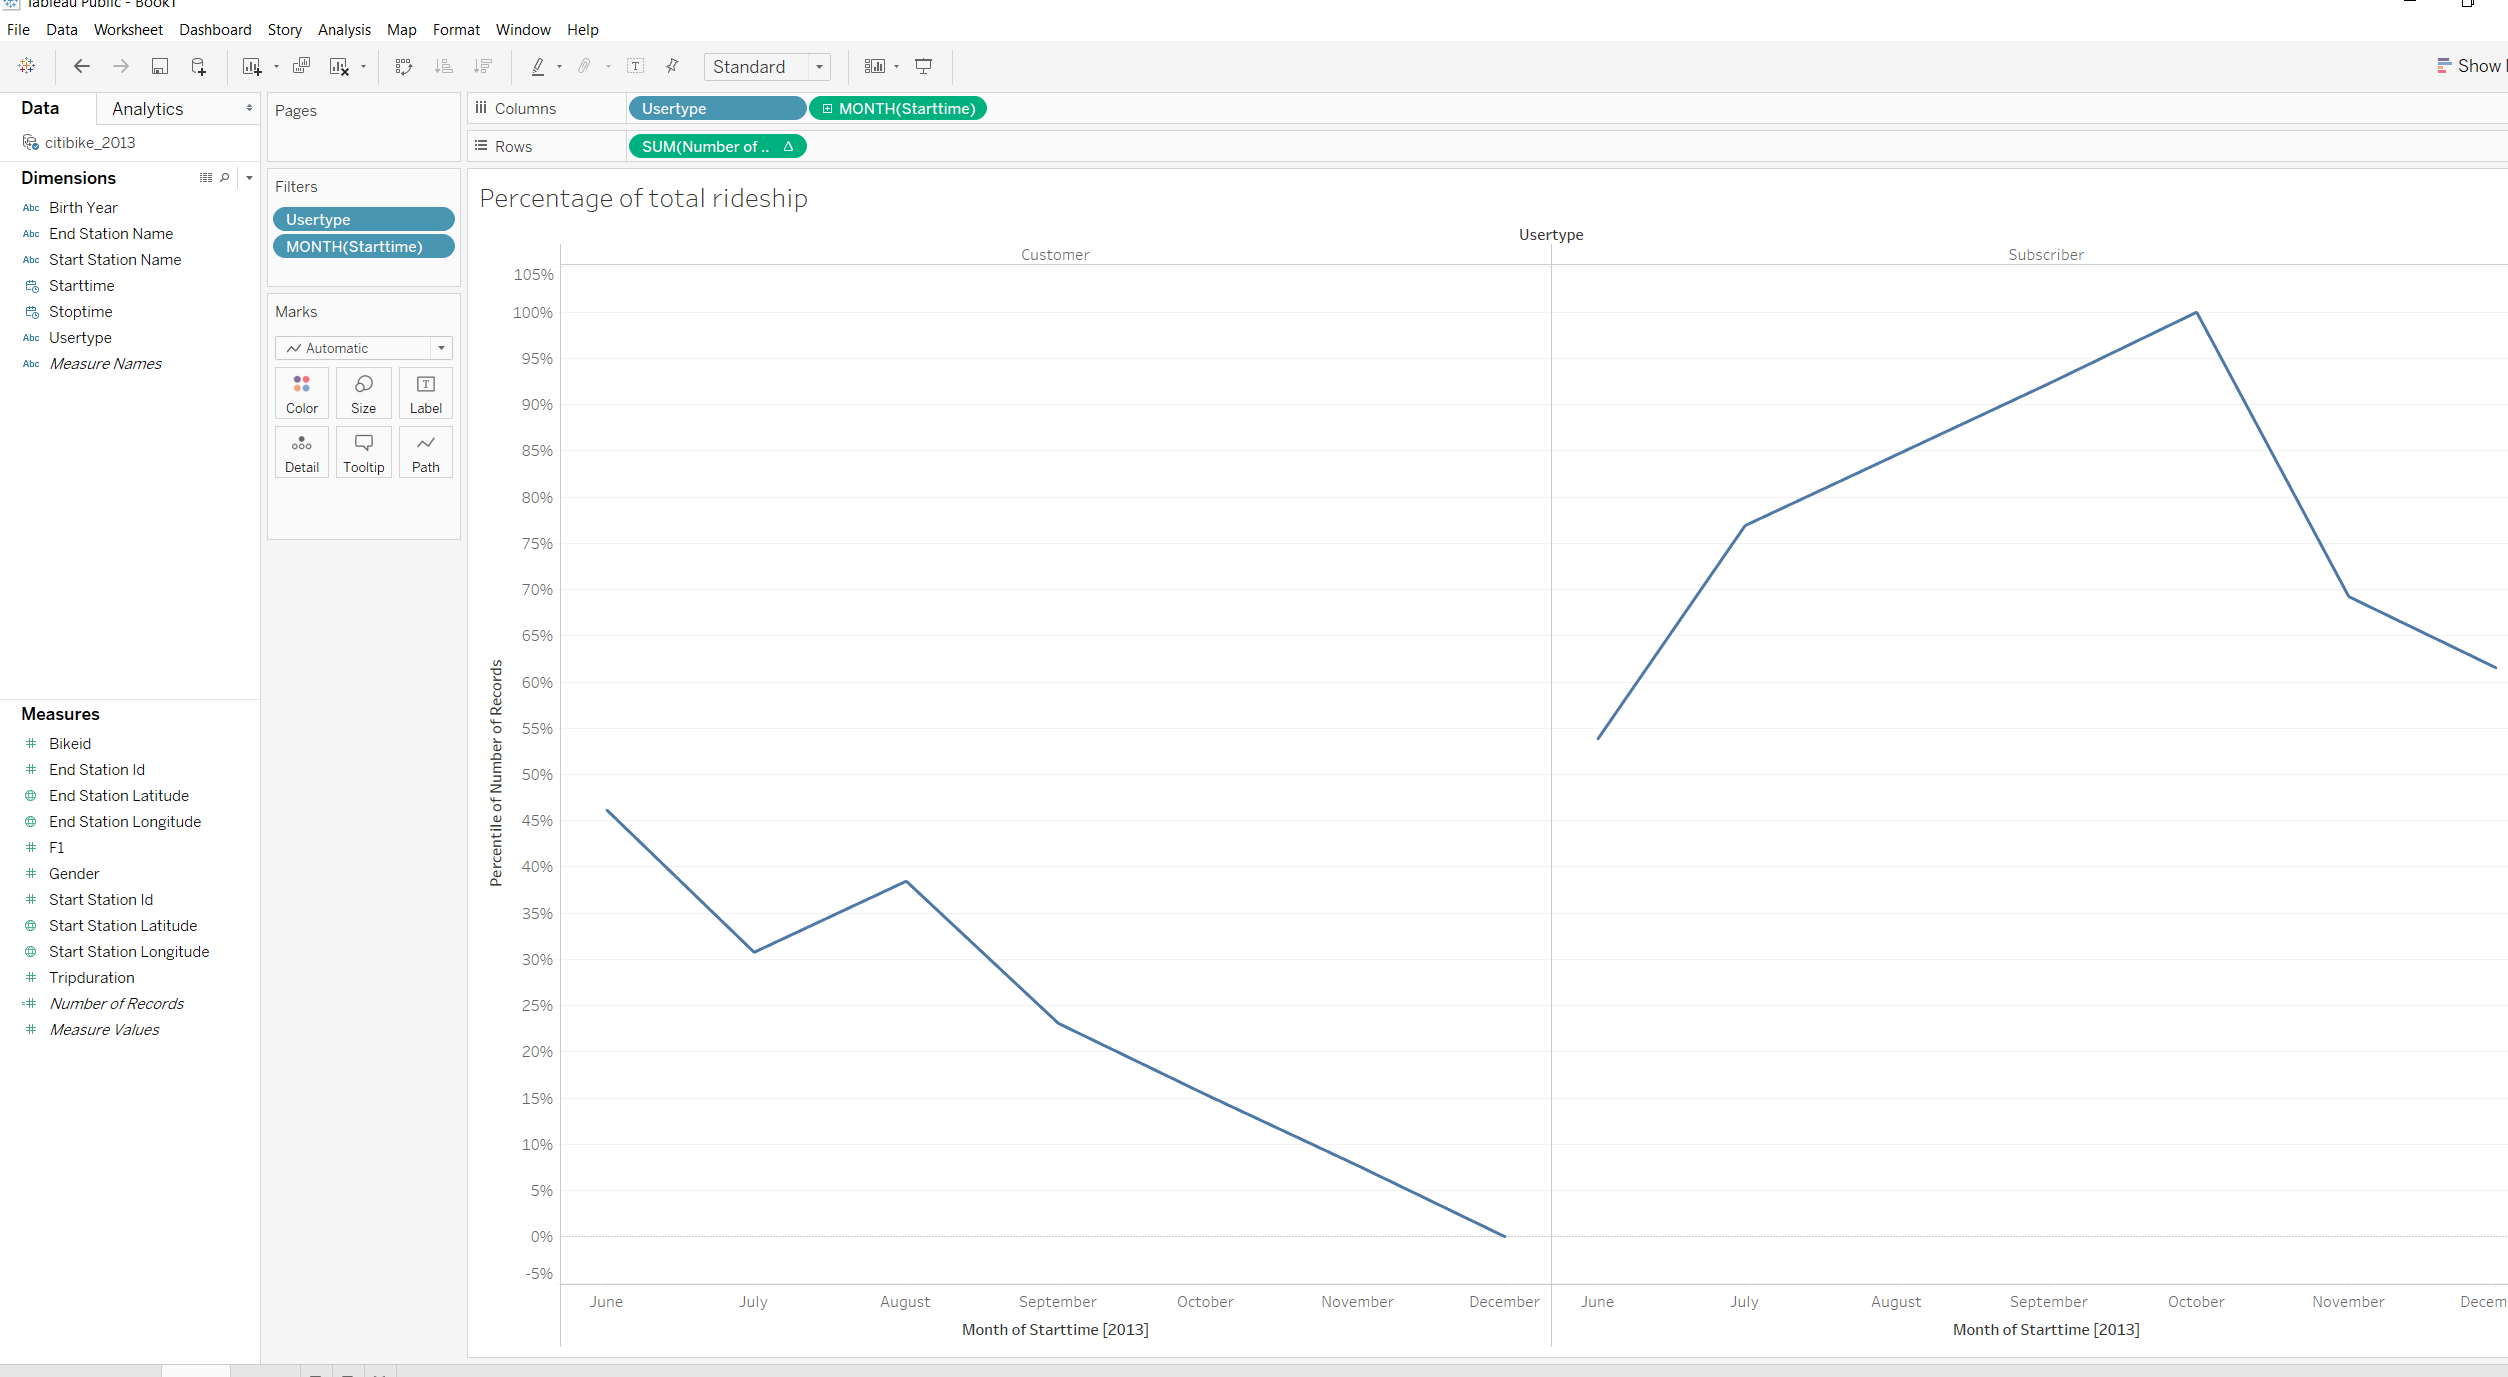 Tableau Public - Book1
File Data Worksheet Dashboard Story Analysis Map Format Window Help
Standard
Show
Data
Analytics
citibike_2013
Dimensions
Abc Birth Year
Abc End Station Name
Abc Start Station Name
Starttime
Stoptime
Abc Usertype
Abc Measure Names
Measures
# Bikeid
# End Station Id
End Station Latitude
End Station Longitude
# F1
# Gender
# Start Station Id
Start Station Latitude
Start Station Longitude
# Tripduration
=# Number of Records
# Measure Values
Pages
Filters
Usertype
MONTH(Starttime)
Marks
Automatic
Color Size Label
Detail Tooltip Path
Columns Usertype MONTH(Starttime)
Rows SUM(Number of .. Δ
Percentage of total rideship
Usertype
Customer Subscriber
Percentile of Number of Records
105%
100%
95%
90%
85%
80%
75%
70%
65%
60%
55%
50%
45%
40%
35%
30%
25%
20%
15%
10%
5%
0%
-5%
June July August September October November December June July August September October November Decem
Month of Starttime [2013] Month of Starttime [2013]